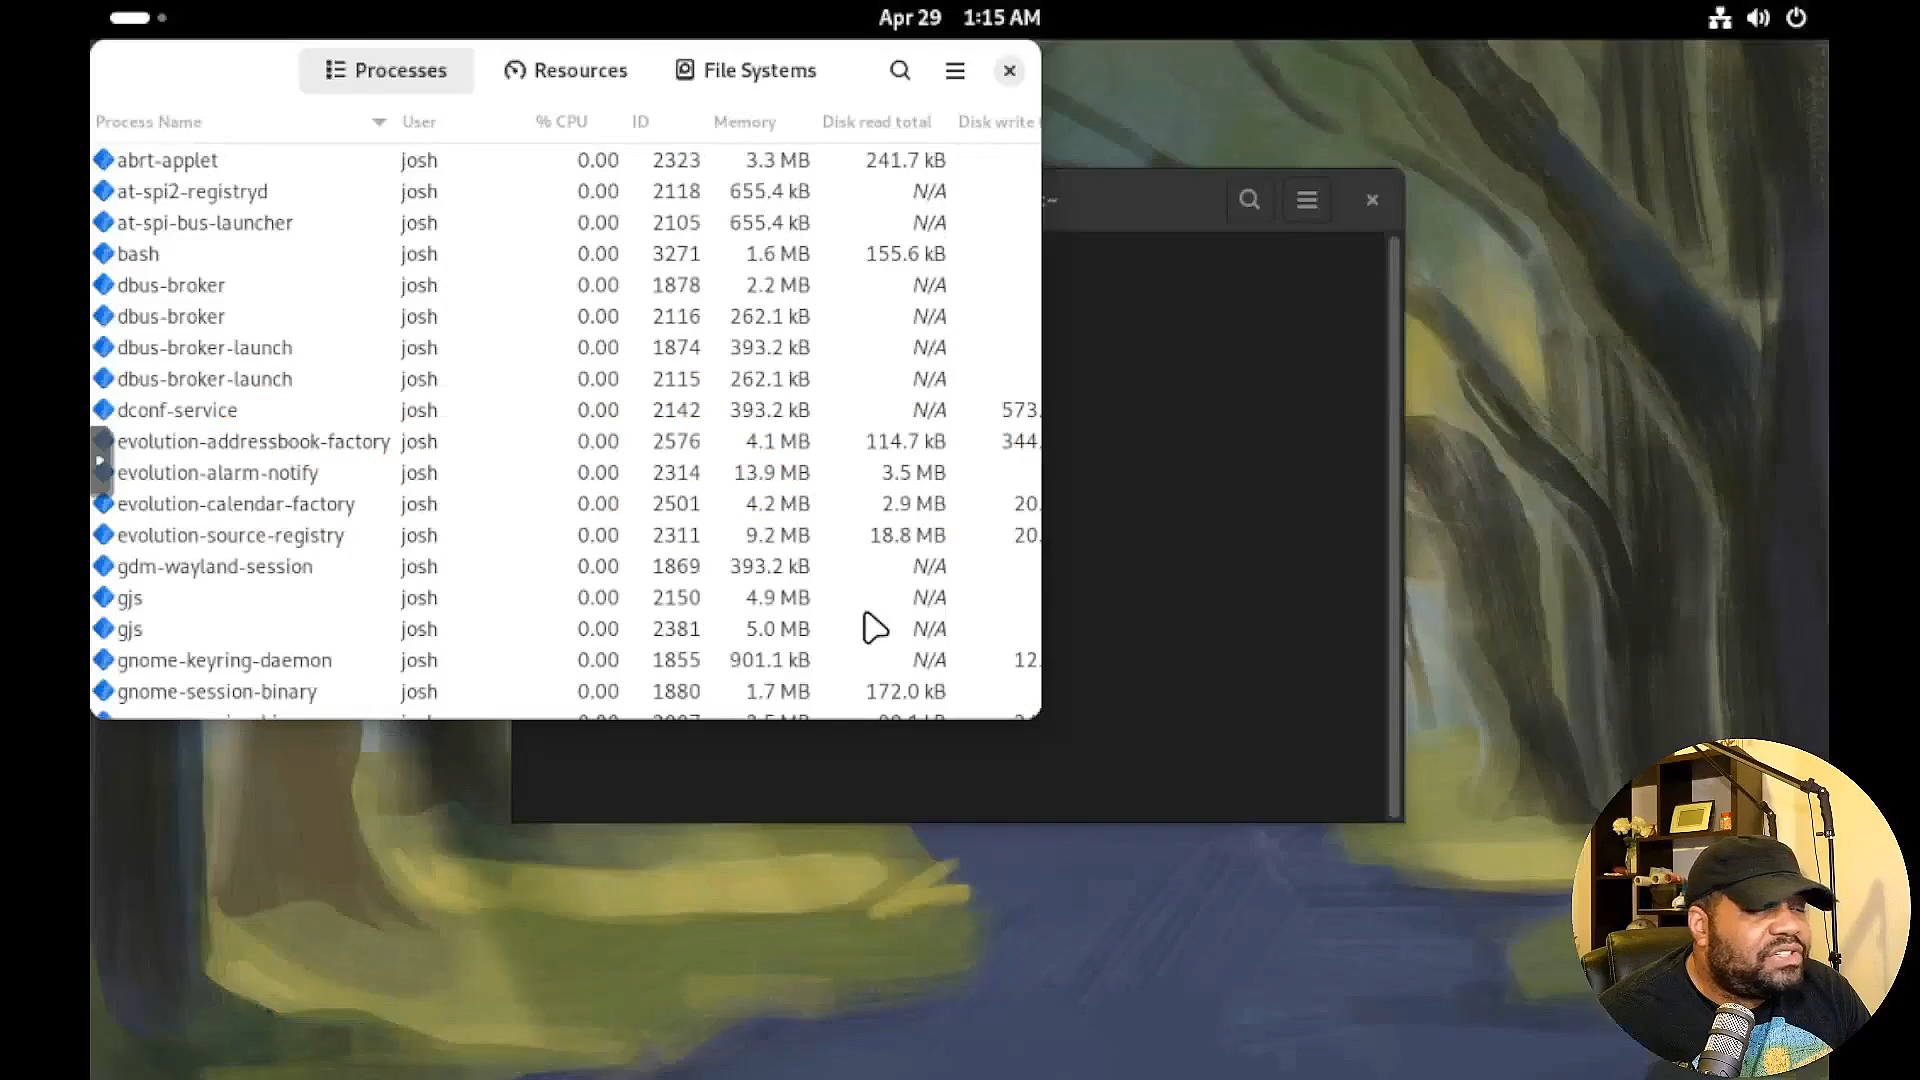 Apr 29 1:15 AM
Processes Resources File Systems
Process Name User % CPU ID Memory Disk read total Disk write
abrt-applet josh 0.00 2323 3.3 MB 241.7 kB
at-spi2-registryd josh 0.00 2118 655.4 kB N/A
at-spi-bus-launcher josh 0.00 2105 655.4 kB N/A
bash josh 0.00 3271 1.6 MB 155.6 kB
dbus-broker josh 0.00 1878 2.2 MB N/A
dbus-broker josh 0.00 2116 262.1 kB N/A
dbus-broker-launch josh 0.00 1874 393.2 kB N/A
dbus-broker-launch josh 0.00 2115 262.1 kB N/A
dconf-service josh 0.00 2142 393.2 kB N/A 573.
evolution-addressbook-factory josh 0.00 2576 4.1 MB 114.7 kB 344.
evolution-alarm-notify josh 0.00 2314 13.9 MB 3.5 MB
evolution-calendar-factory josh 0.00 2501 4.2 MB 2.9 MB 20.
evolution-source-registry josh 0.00 2311 9.2 MB 18.8 MB 20.
gdm-wayland-session josh 0.00 1869 393.2 kB N/A
gjs josh 0.00 2150 4.9 MB N/A
gjs josh 0.00 2381 5.0 MB N/A
gnome-keyring-daemon josh 0.00 1855 901.1 kB N/A 12.
gnome-session-binary josh 0.00 1880 1.7 MB 172.0 kB
:~